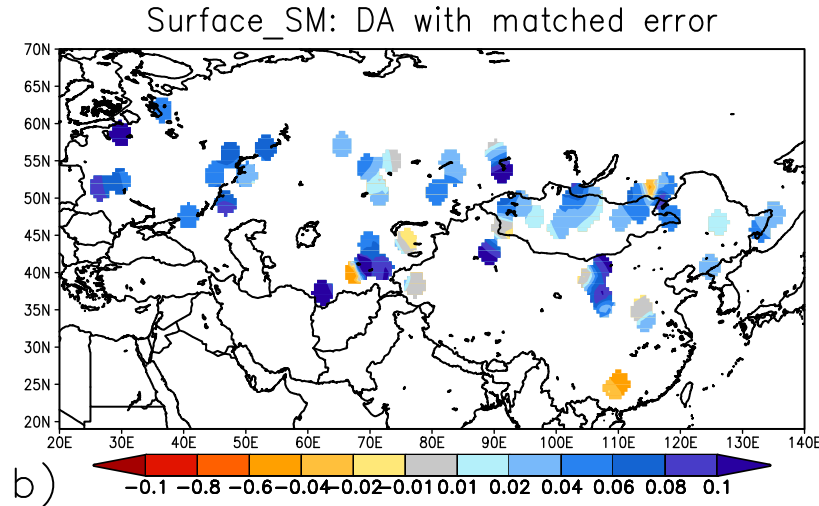 Surface_SM: DA with matched error
70N
65N
60N
55N
50N
45N
40N
35N
30N
25N
20N
20E 30E 40E 50E 60E 70E 80E 90E 100E 110E 120E 130E 140E
b)
-0.1 -0.8 -0.6 -0.04 -0.02 -0.01 0.01 0.02 0.04 0.06 0.08 0.1